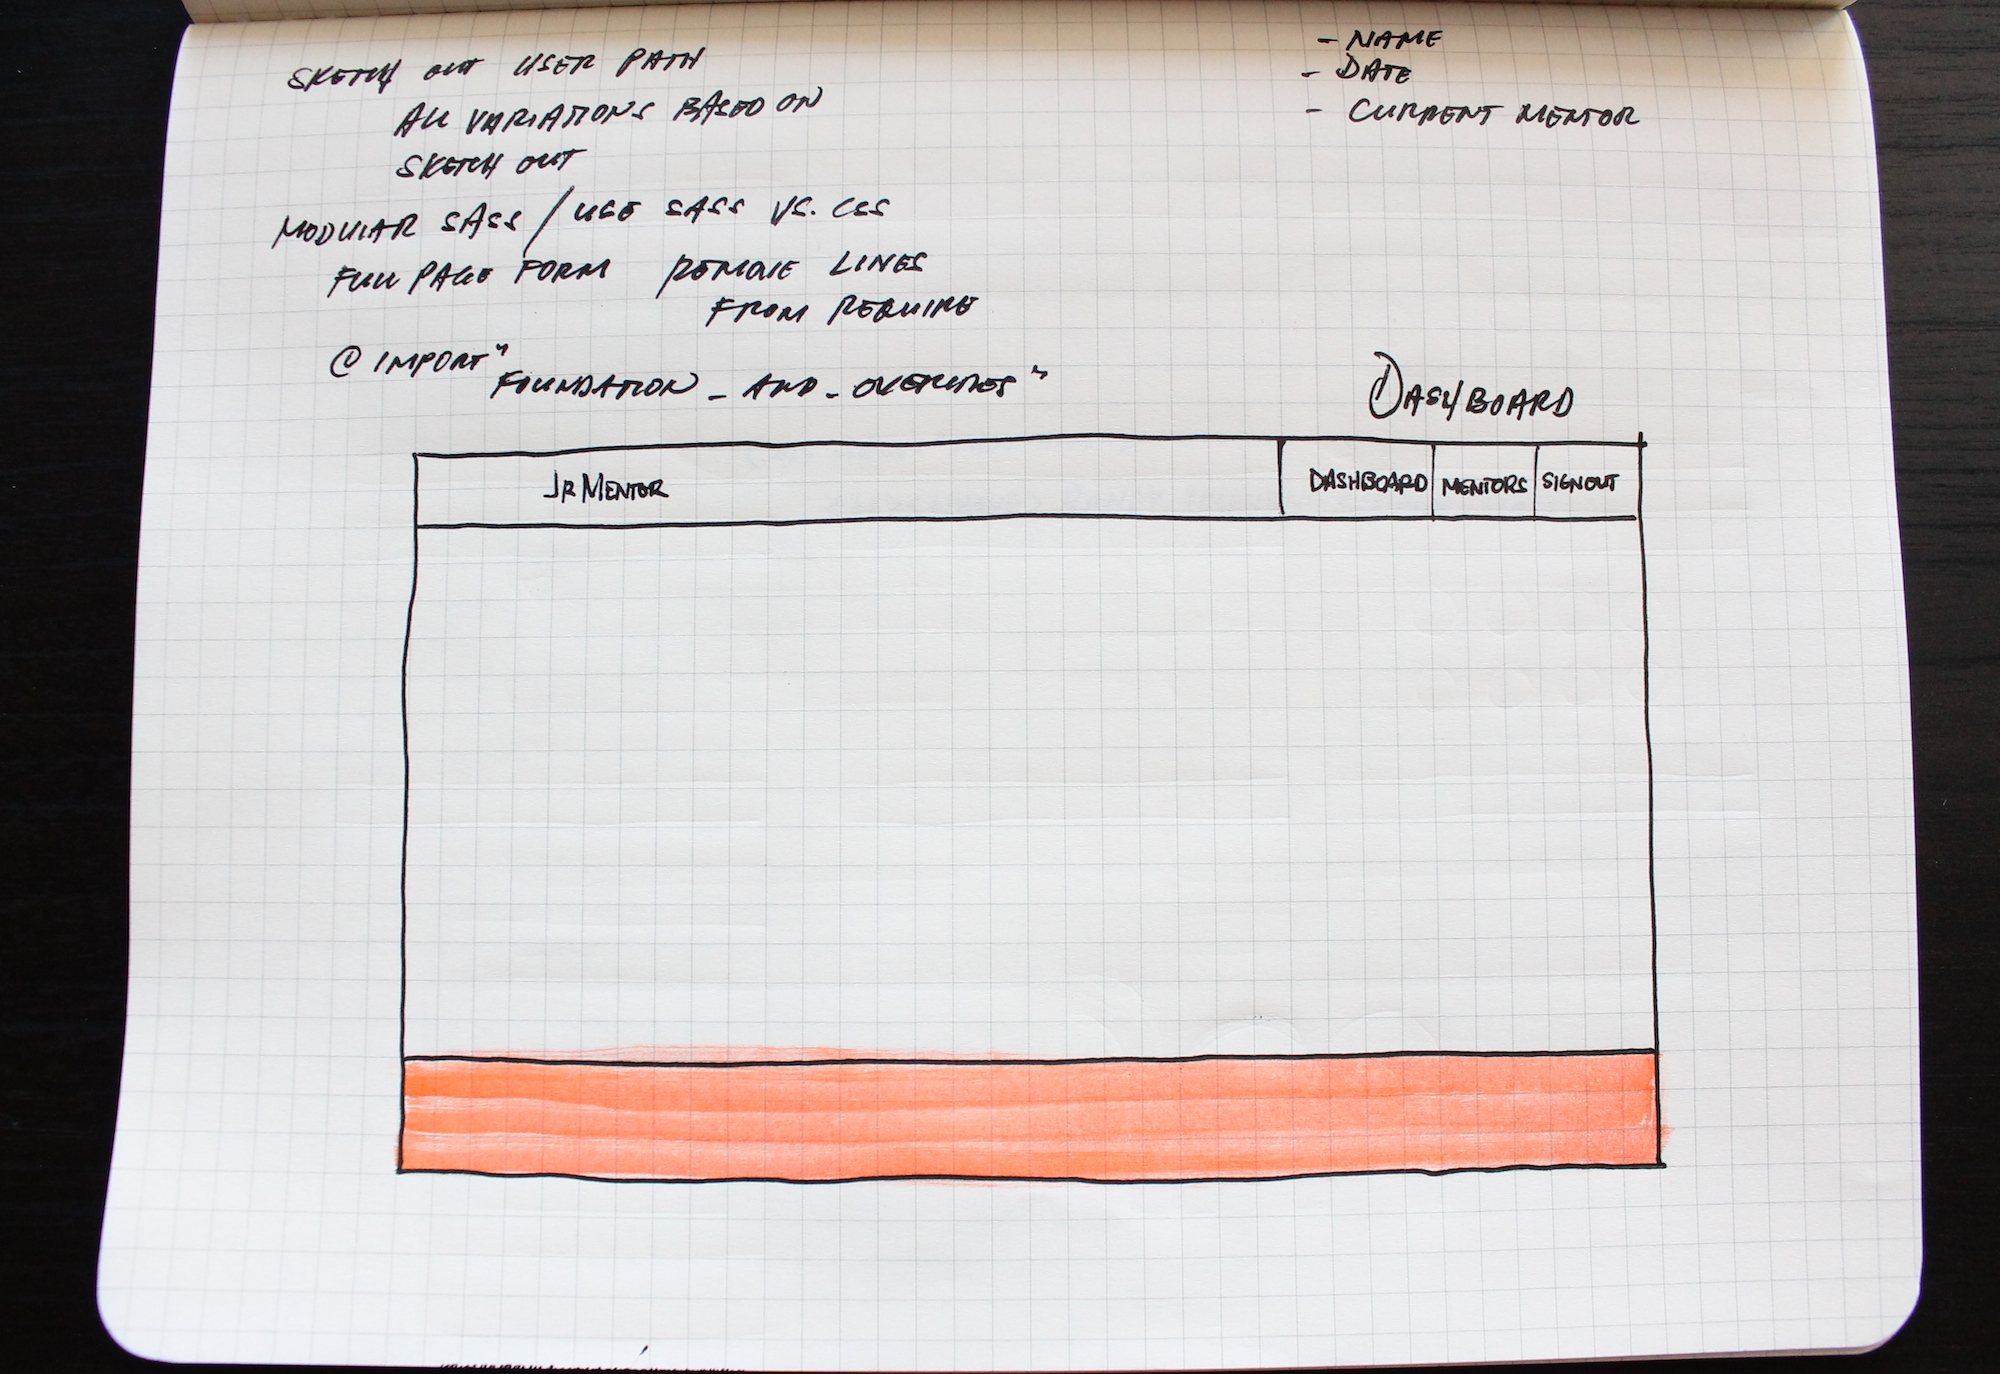 SKETCH OUT USER PATH
ALL VARIATIONS BASED ON
SKETCH OUT
MODULAR SASS / USE SASS VS. CSS
FULL PAGE FORM REMOVE LINES
FROM REQUIRE
@ IMPORT "
FOUNDATION_AND_OVERRIDES"
- NAME
- DATE
- CURRENT MENTOR
DASHBOARD
JR MENTOR
DASHBOARD
MENTORS
SIGNOUT